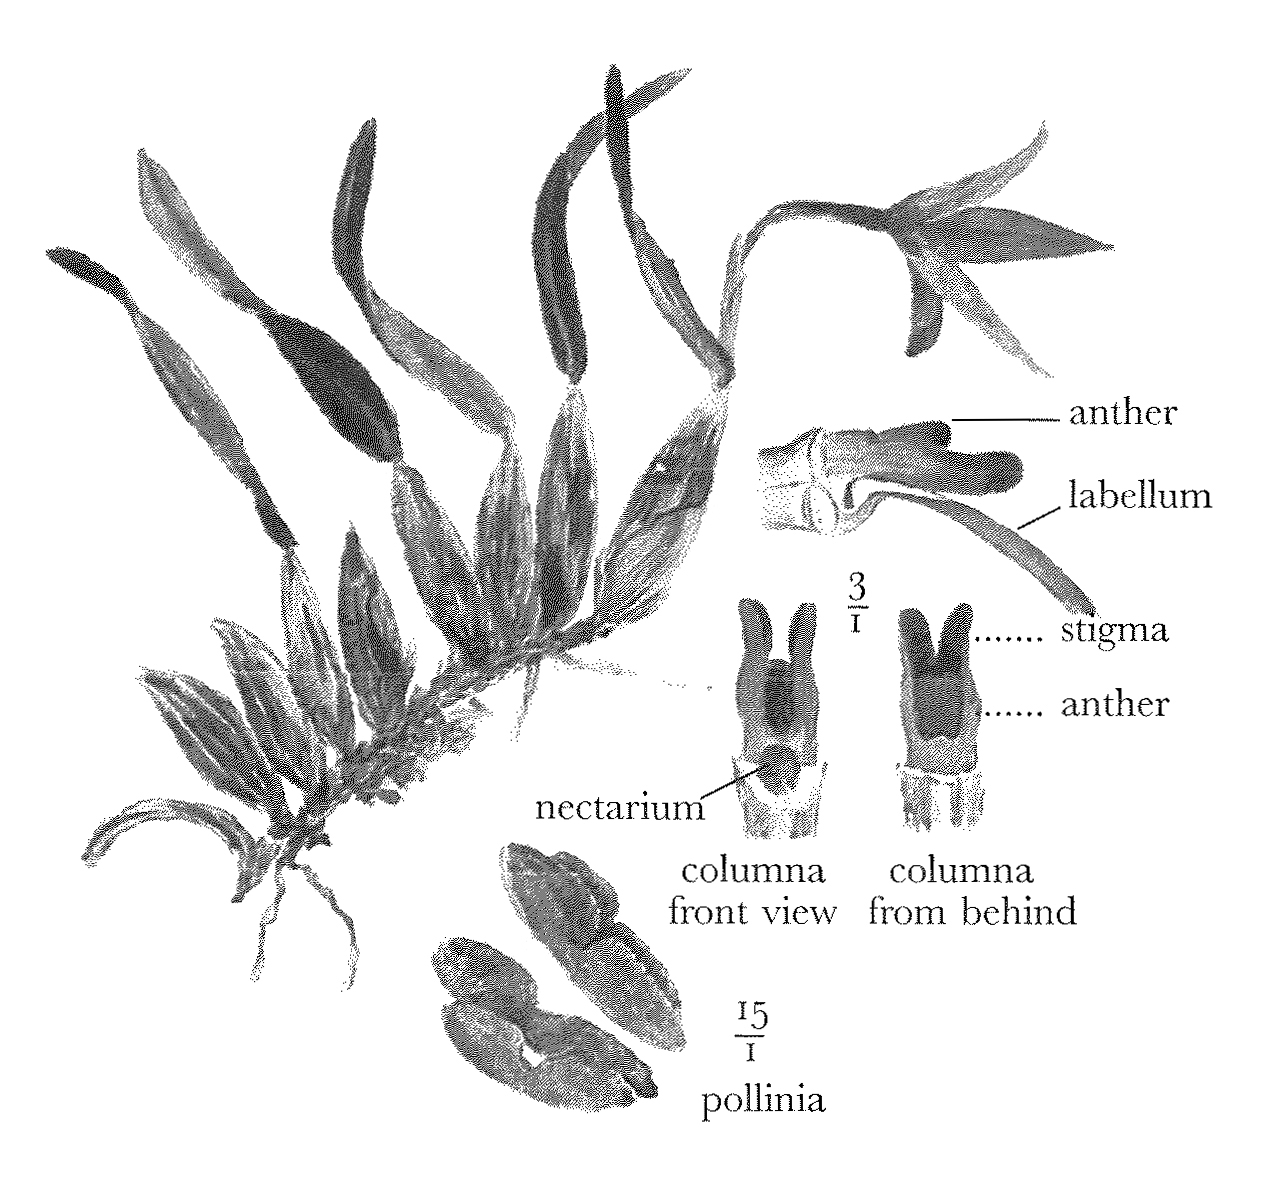 anther
labellum
3
1
stigma
anther
nectarium
columna
front view
columna
from behind
15
1
pollinia